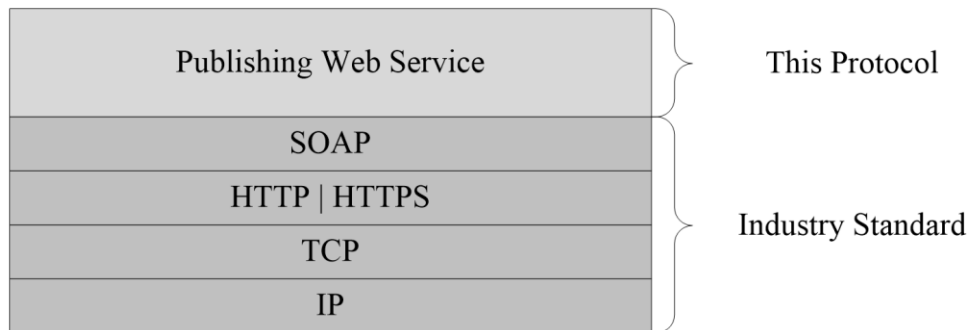 Publishing Web Service
This Protocol
SOAP
HTTP | HTTPS
TCP
IP
Industry Standard